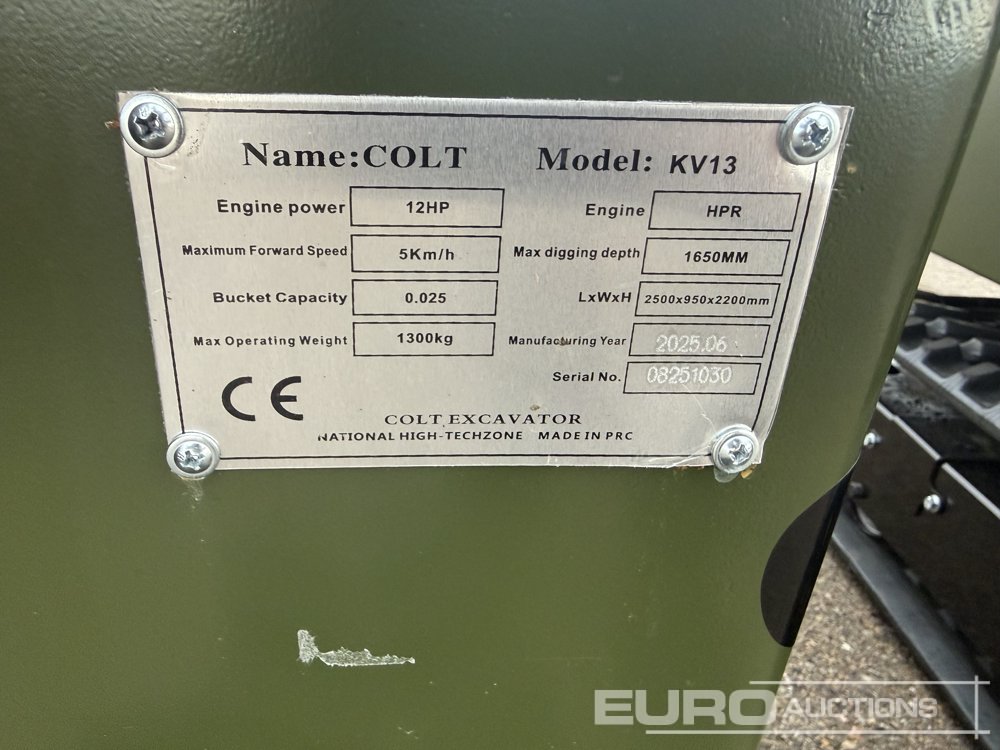 Name:COLT Model: KV13
Engine power 12HP Engine HPR
Maximum Forward Speed 5Km/h Max digging depth 1650MM
Bucket Capacity 0.025 LxWxH 2500x950x2200mm
Max Operating Weight 1300kg Manufacturing Year 2025.06
Serial No. 08251030
CE
COLT EXCAVATOR
NATIONAL HIGH-TECHZONE MADE IN PRC
EURO AUCTIONS